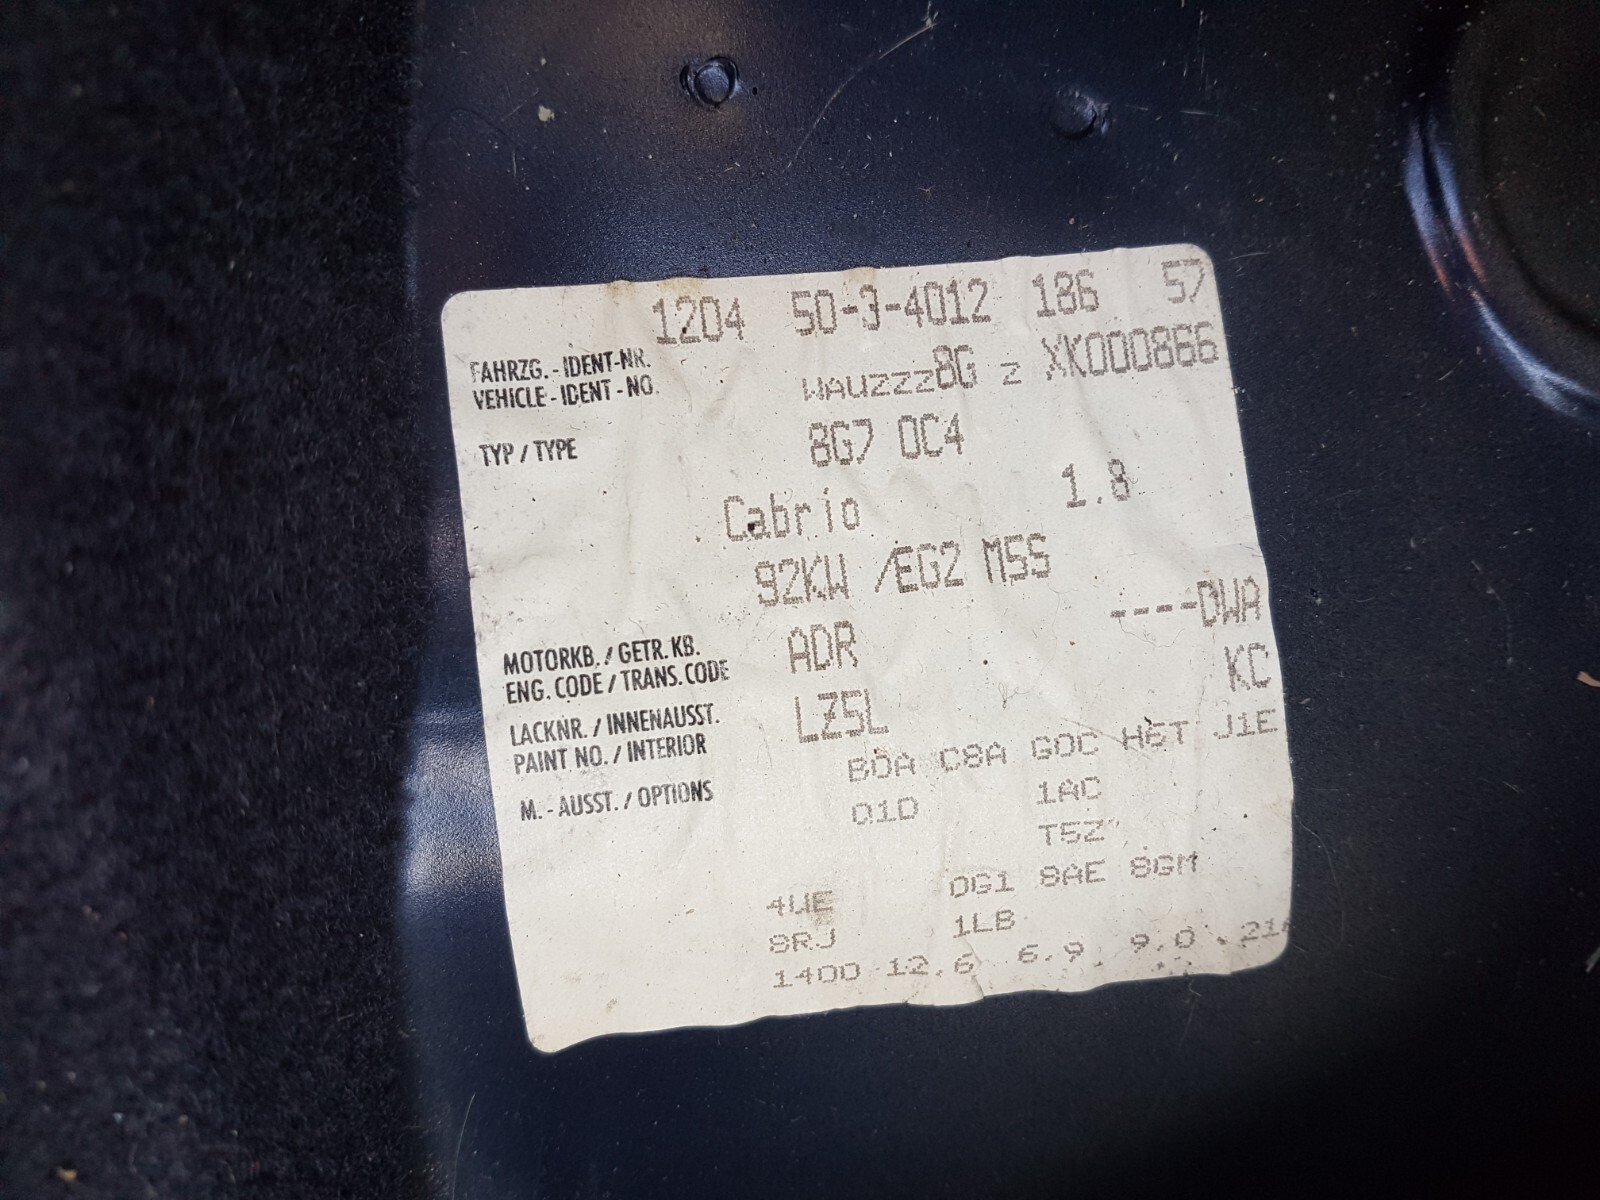 1204 50-3-4012 186 57
FAHRZG. - IDENT-NR.
VEHICLE - IDENT - NO. WAUZZZ8G Z XK000866
TYP / TYPE 8G7 0C4
Cabrio 1.8
92KW /EG2 M5S
MOTORKB. / GETR. KB. ADR ----DWA
ENG. CODE / TRANS. CODE
LACKNR. / INNENAUSST. LZ5L KC
PAINT NO. / INTERIOR
M. - AUSST. / OPTIONS B0A C8A G0C H6T J1E
Q1D 1AC
T5Z
4UE 0G1 8AE 8GM
8RJ 1LB
1400 12.6 6.9 9.0